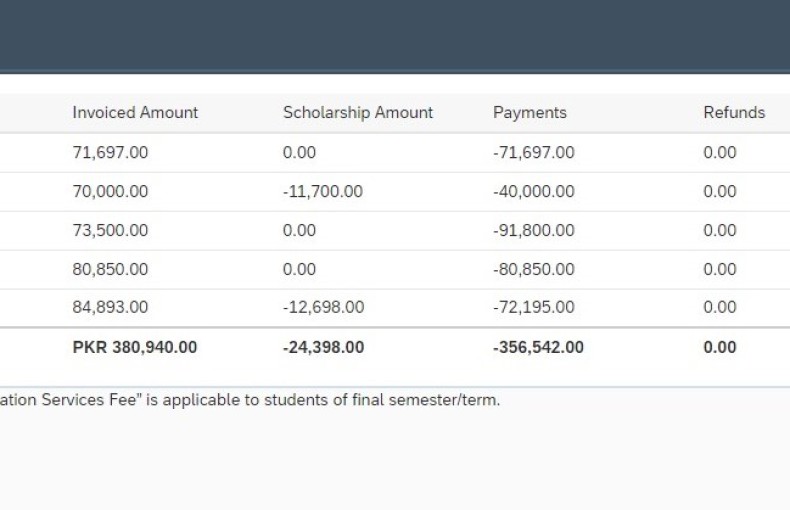 Invoiced Amount Scholarship Amount Payments Refunds
71,697.00 0.00 -71,697.00 0.00
70,000.00 -11,700.00 -40,000.00 0.00
73,500.00 0.00 -91,800.00 0.00
80,850.00 0.00 -80,850.00 0.00
84,893.00 -12,698.00 -72,195.00 0.00
PKR 380,940.00 -24,398.00 -356,542.00 0.00
ation Services Fee” is applicable to students of final semester/term.